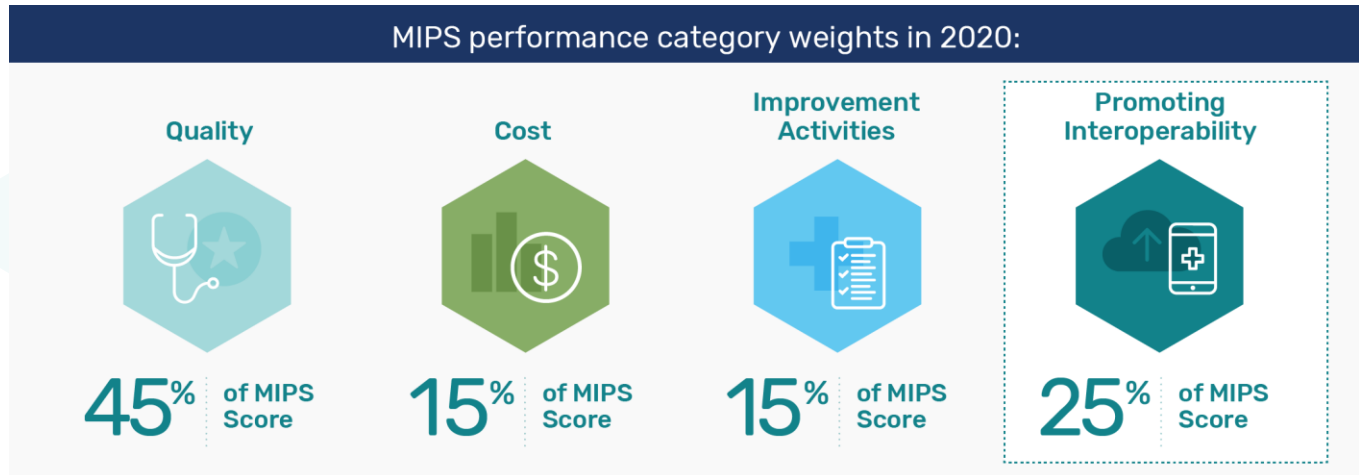 MIPS performance category weights in 2020:
Quality
Cost
Improvement
Activities
Promoting
Interoperability
$
45% of MIPS
Score
15% of MIPS
Score
15% of MIPS
Score
25% of MIPS
Score